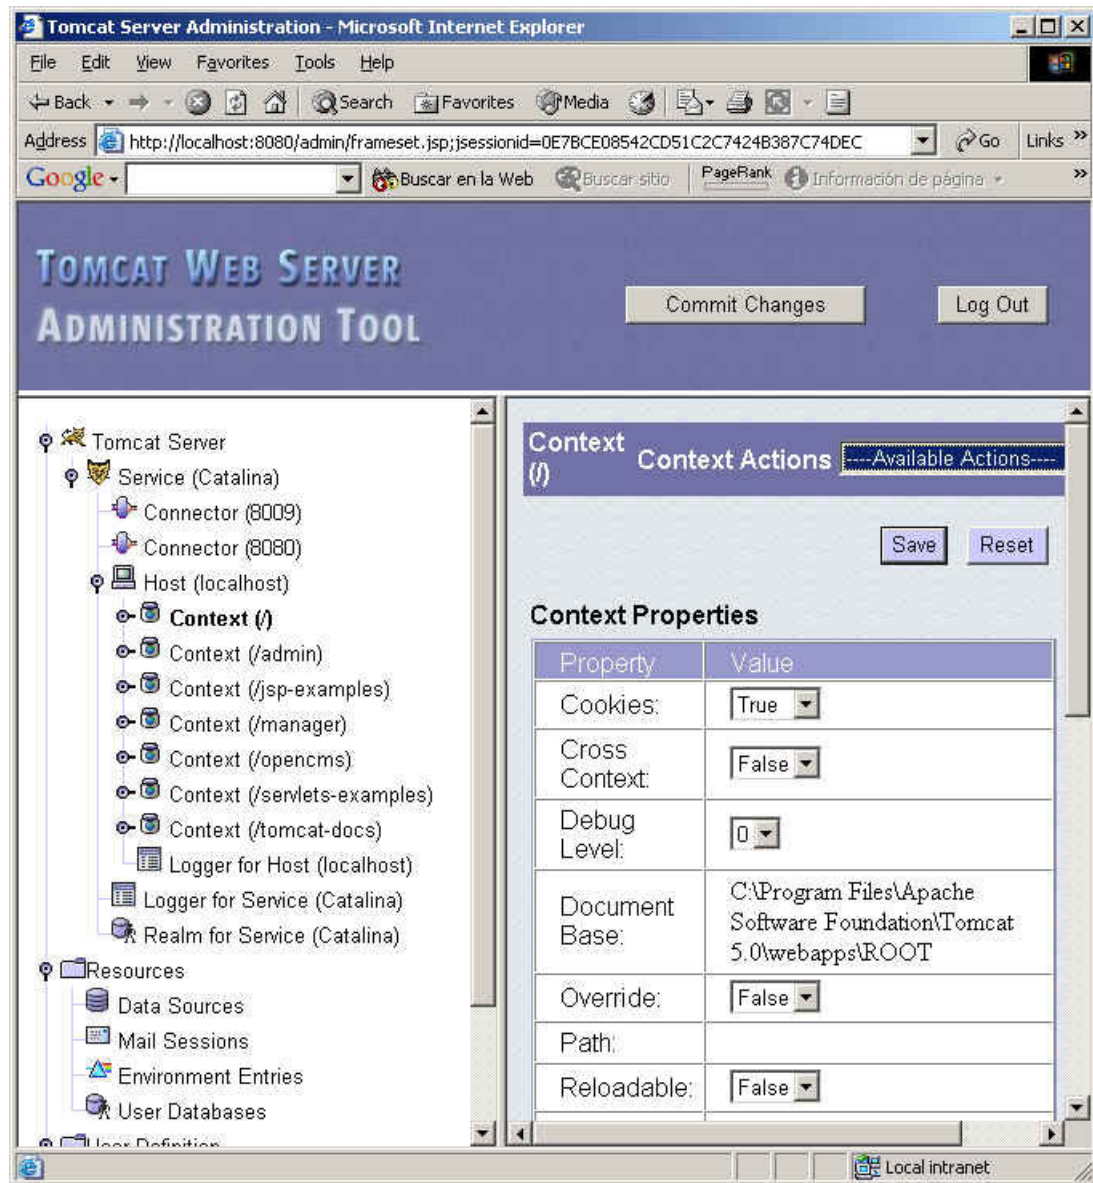 Tomcat Server Administration - Microsoft Internet Explorer
File Edit View Favorites Tools Help
Back Search Favorites Media
Address http://localhost:8080/admin/frameset.jsp;jsessionid=0E7BCE08542CD51C2C7424B387C74DEC Go Links »
Google Buscar en la Web Buscar sitio PageRank Información de página »
TOMCAT WEB SERVER
ADMINISTRATION TOOL
Commit Changes Log Out
Tomcat Server
Service (Catalina)
Connector (8009)
Connector (8080)
Host (localhost)
Context (/)
Context (/admin)
Context (/jsp-examples)
Context (/manager)
Context (/opencms)
Context (/servlets-examples)
Context (/tomcat-docs)
Logger for Host (localhost)
Logger for Service (Catalina)
Realm for Service (Catalina)
Resources
Data Sources
Mail Sessions
Environment Entries
User Databases
User Definition
Context
(/)
Context Actions ----Available Actions----
Save Reset
Context Properties
Property Value
Cookies: True
Cross
Context:
False
Debug
Level:
0
Document
Base:
C:\Program Files\Apache
Software Foundation\Tomcat
5.0\webapps\ROOT
Override: False
Path:
Reloadable: False
Local intranet